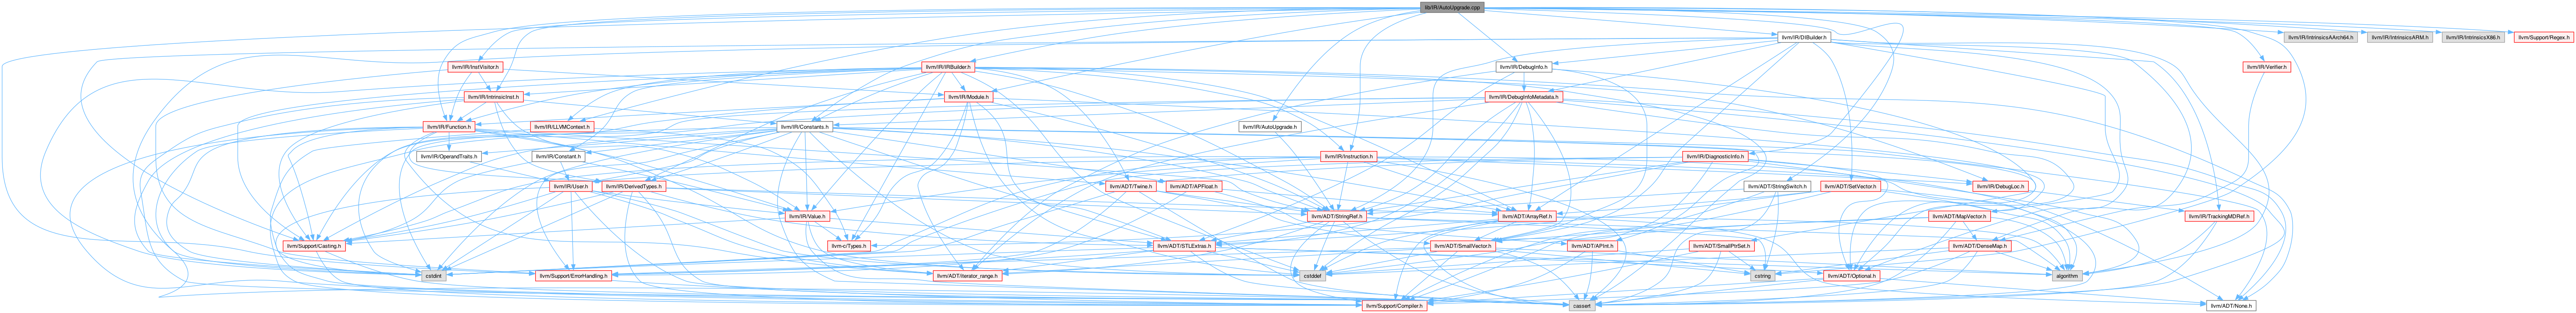 lib/IR/AutoUpgrade.cpp
llvm/IR/DIBuilder.h
llvm/IR/IntrinsicsAArch64.h
llvm/IR/IntrinsicsARM.h
llvm/IR/IntrinsicsX86.h
llvm/Support/Regex.h
llvm/IR/InstVisitor.h
llvm/IR/IRBuilder.h
llvm/IR/DebugInfo.h
llvm/IR/Verifier.h
llvm/IR/IntrinsicInst.h
llvm/IR/Module.h
llvm/IR/DebugInfoMetadata.h
llvm/IR/Function.h
llvm/IR/LLVMContext.h
llvm/IR/Constants.h
llvm/IR/AutoUpgrade.h
llvm/IR/OperandTraits.h
llvm/IR/Constant.h
llvm/IR/Instruction.h
llvm/IR/DiagnosticInfo.h
llvm/IR/User.h
llvm/IR/DerivedTypes.h
llvm/ADT/Twine.h
llvm/ADT/APFloat.h
llvm/ADT/StringSwitch.h
llvm/ADT/SetVector.h
llvm/IR/DebugLoc.h
llvm/IR/Value.h
llvm/ADT/StringRef.h
llvm/ADT/ArrayRef.h
llvm/ADT/MapVector.h
llvm/IR/TrackingMDRef.h
llvm/Support/Casting.h
llvm-c/Types.h
llvm/ADT/STLExtras.h
llvm/ADT/SmallVector.h
llvm/ADT/APInt.h
llvm/ADT/SmallPtrSet.h
llvm/ADT/DenseMap.h
cstdint
llvm/Support/ErrorHandling.h
llvm/ADT/iterator_range.h
cstddef
cstring
llvm/ADT/Optional.h
algorithm
llvm/Support/Compiler.h
cassert
llvm/ADT/None.h